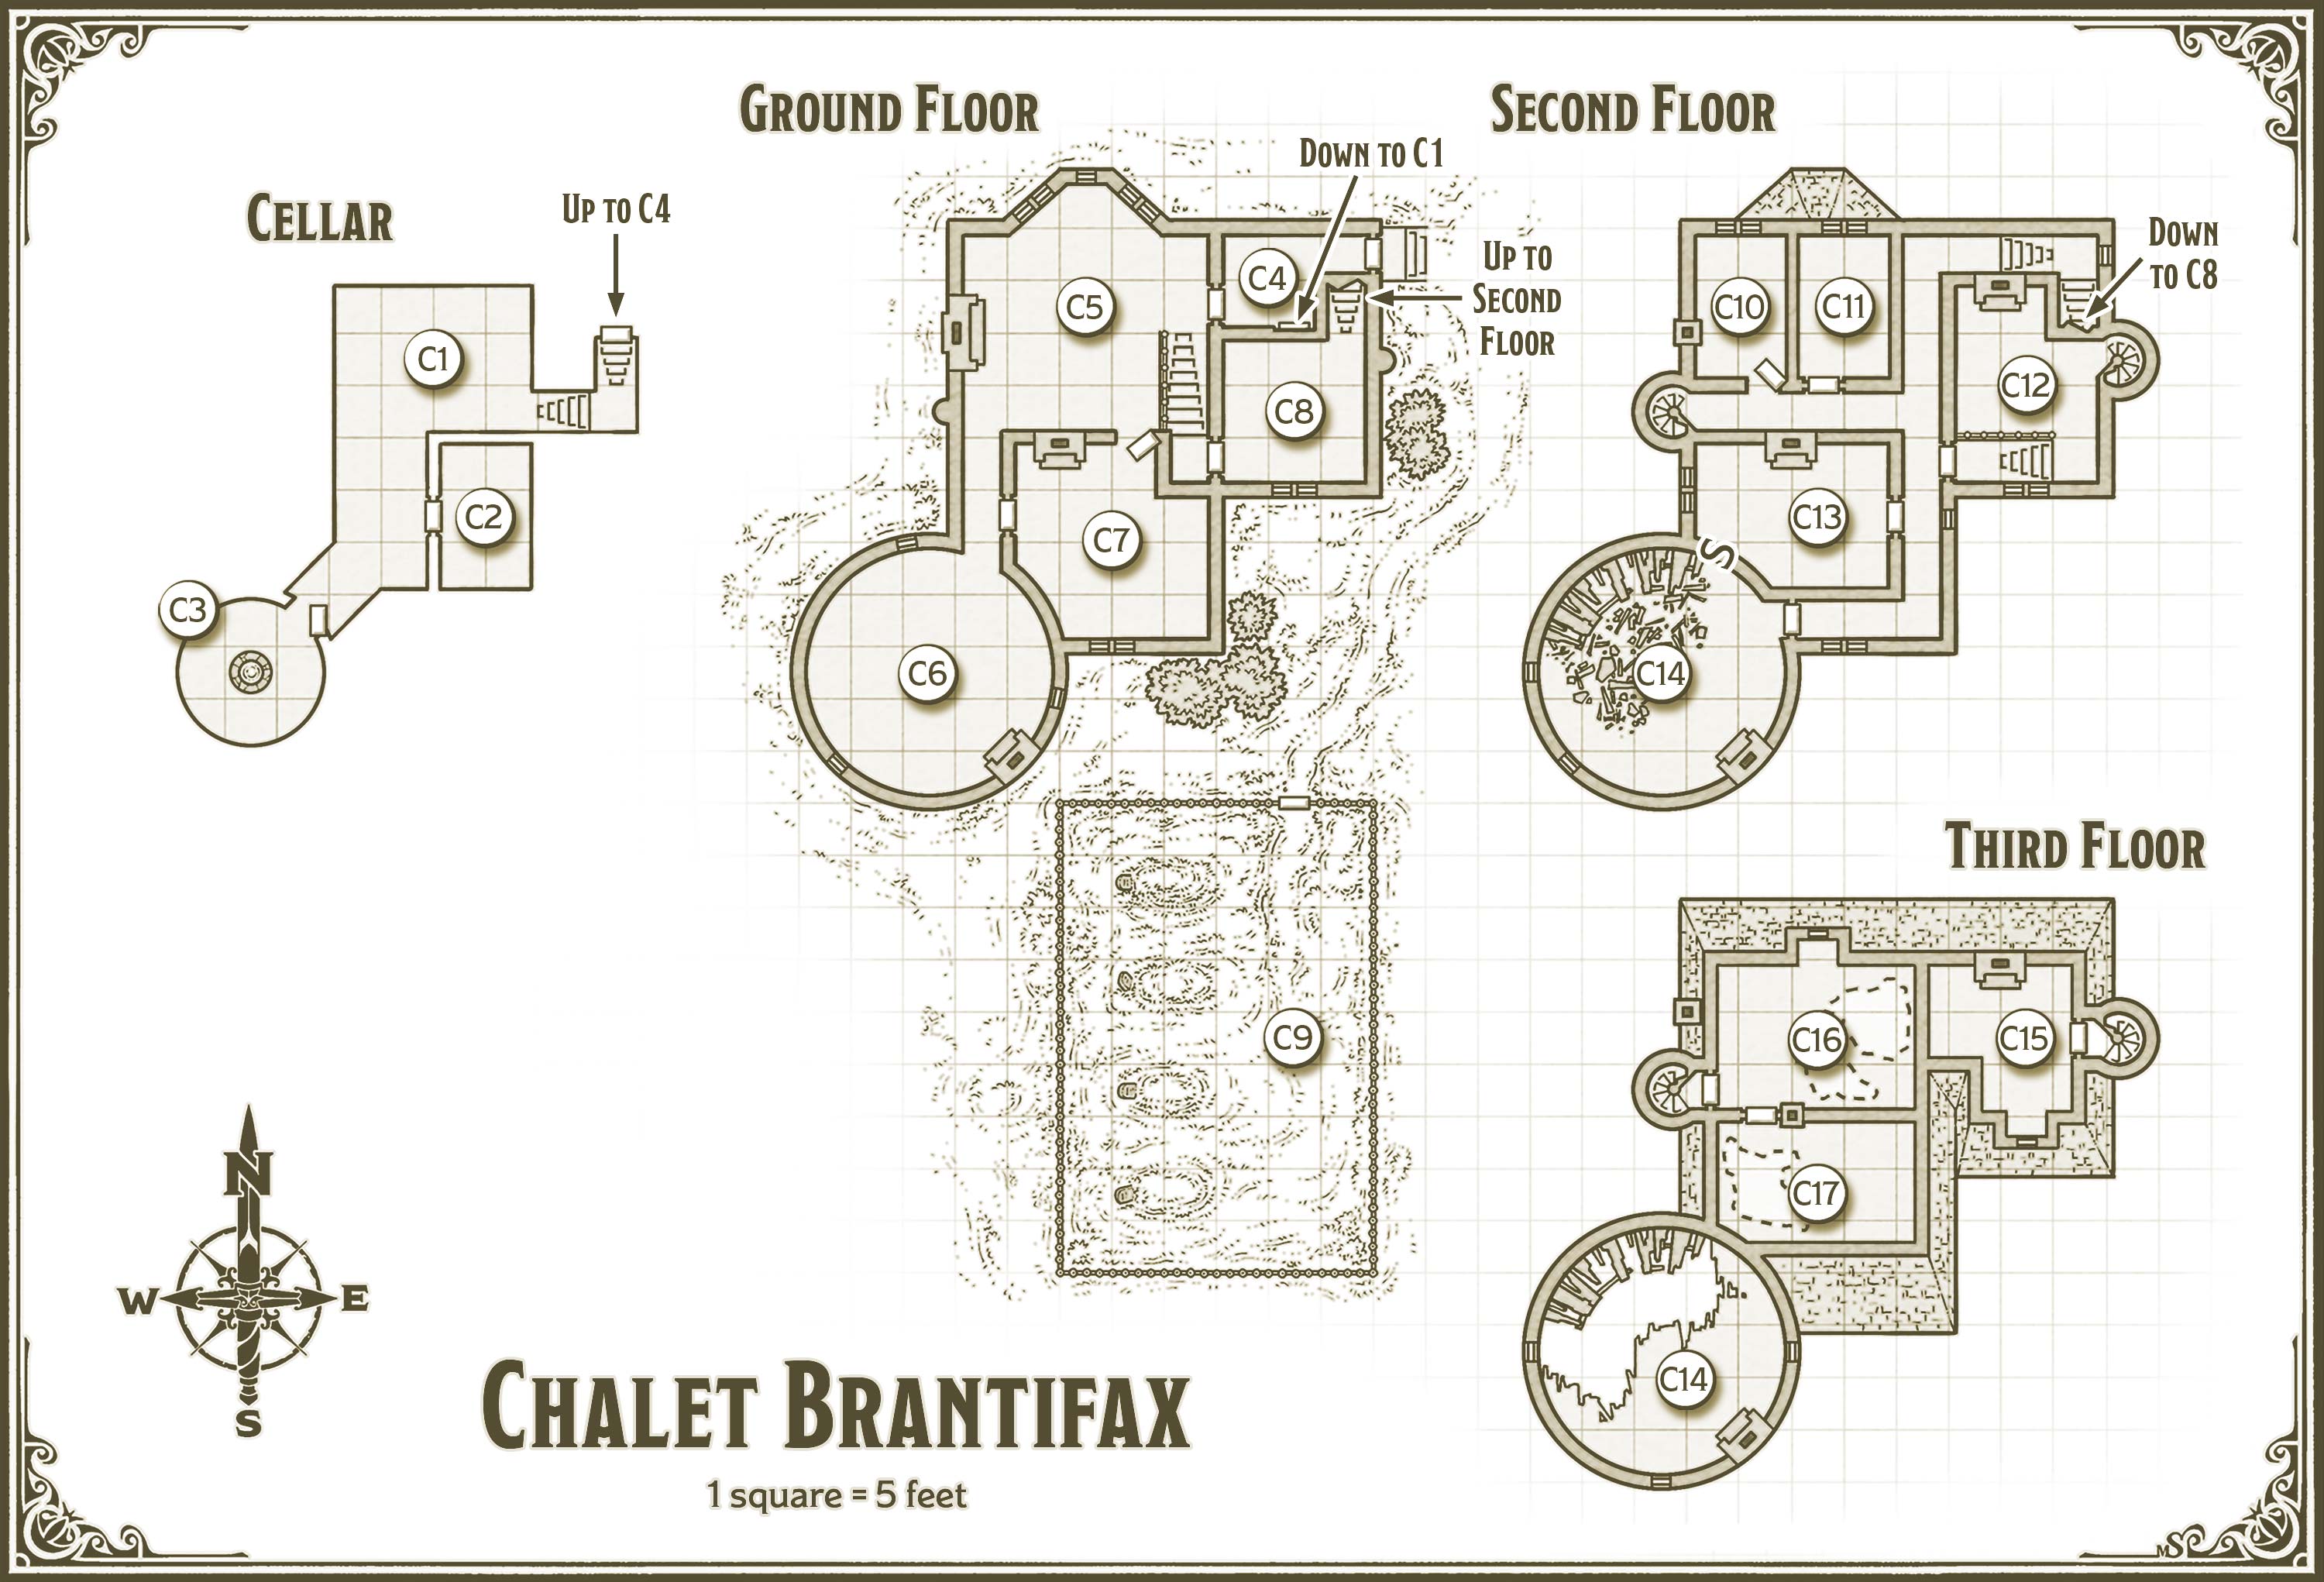 GROUND FLOOR
SECOND FLOOR
DOWN TO C1
CELLAR
UP TO C4
UP TO
SECOND
FLOOR
DOWN
TO C8
C1
C2
C3
C4
C5
C6
C7
C8
C9
C10
C11
C12
C13
S
C14
THIRD FLOOR
C15
C16
C17
C14
N
W
E
S
CHALET BRANTIFAX
1 square = 5 feet
MS